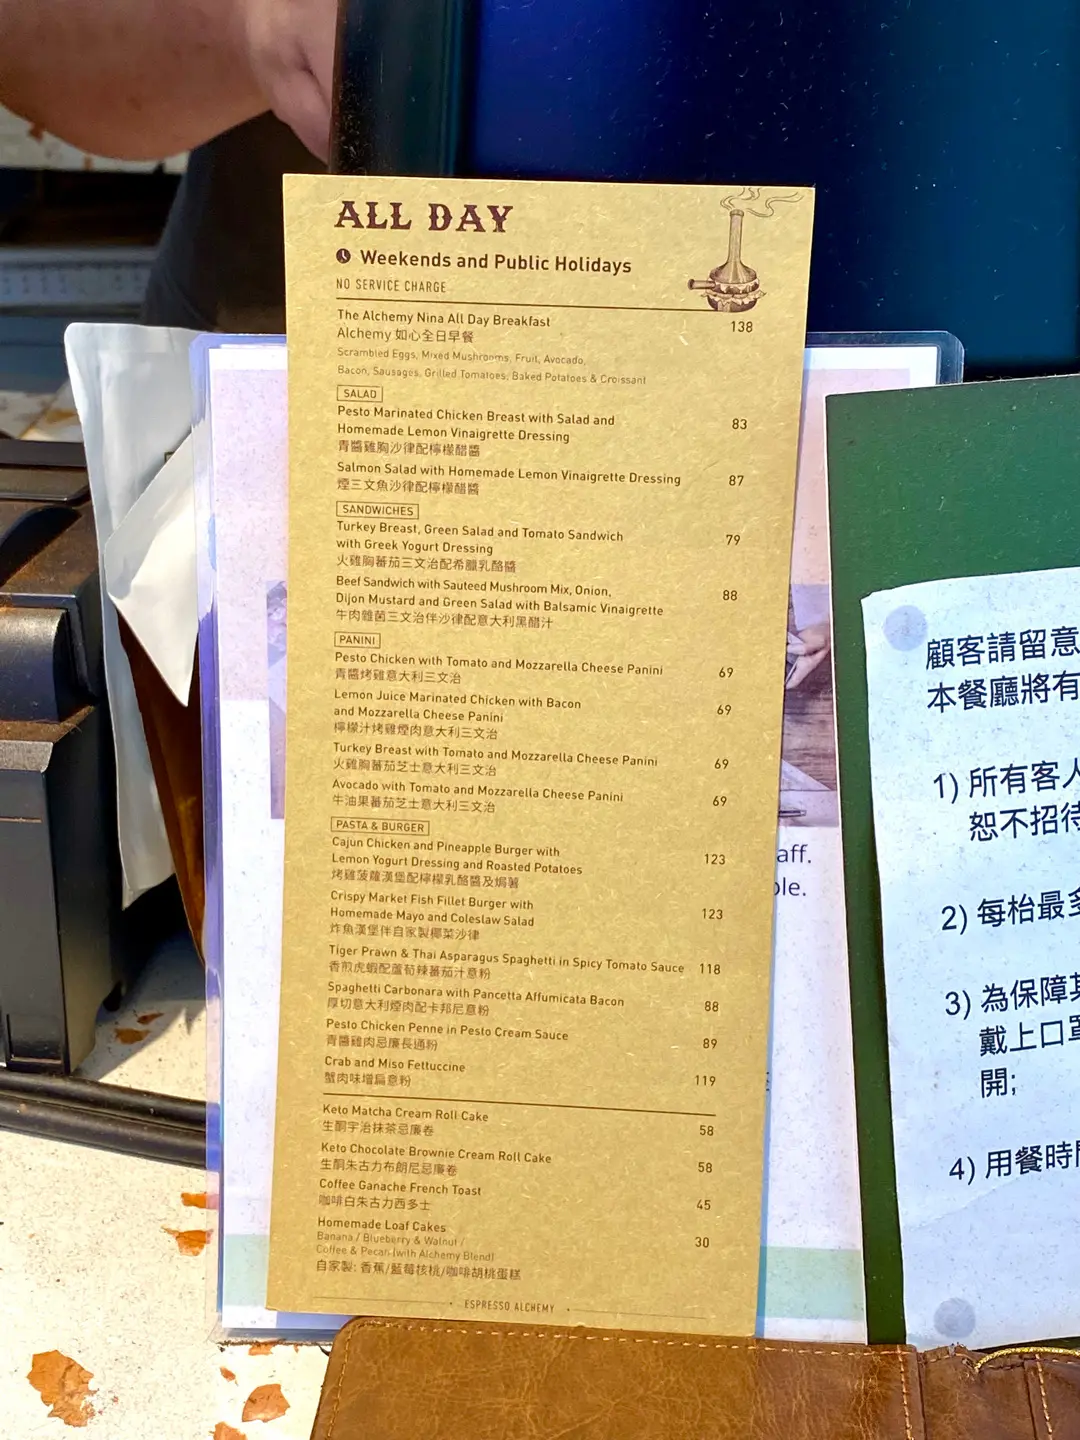 ALL DAY
Weekends and Public Holidays
NO SERVICE CHARGE
The Alchemy Nina All Day Breakfast 138
Alchemy 如心全日早餐
Scrambled Eggs, Mixed Mushrooms, Fruit, Avocado,
Bacon, Sausages, Grilled Tomatoes, Baked Potatoes & Croissant
SALAD
Pesto Marinated Chicken Breast with Salad and 83
Homemade Lemon Vinaigrette Dressing
青醬雞胸沙律配檸檬醋醬
Salmon Salad with Homemade Lemon Vinaigrette Dressing 87
煙三文魚沙律配檸檬醋醬
SANDWICHES
Turkey Breast, Green Salad and Tomato Sandwich 79
with Greek Yogurt Dressing
火雞胸蕃茄三文治配希臘乳酪醬
Beef Sandwich with Sauteed Mushroom Mix, Onion, 88
Dijon Mustard and Green Salad with Balsamic Vinaigrette
牛肉雜菌三文治伴沙律配意大利黑醋汁
PANINI
Pesto Chicken with Tomato and Mozzarella Cheese Panini 69
青醬烤雞意大利三文治
Lemon Juice Marinated Chicken with Bacon 69
and Mozzarella Cheese Panini
檸檬汁烤雞煙肉意大利三文治
Turkey Breast with Tomato and Mozzarella Cheese Panini 69
火雞胸蕃茄芝士意大利三文治
Avocado with Tomato and Mozzarella Cheese Panini 69
牛油果蕃茄芝士意大利三文治
PASTA & BURGER
Cajun Chicken and Pineapple Burger with 123
Lemon Yogurt Dressing and Roasted Potatoes
烤雞菠蘿漢堡配檸檬乳酪醬及焗薯
Crispy Market Fish Fillet Burger with 123
Homemade Mayo and Coleslaw Salad
炸魚漢堡伴自家製椰菜沙律
Tiger Prawn & Thai Asparagus Spaghetti in Spicy Tomato Sauce 118
香煎虎蝦配蘆荀辣蕃茄汁意粉
Spaghetti Carbonara with Pancetta Affumicata Bacon 88
厚切意大利煙肉配卡邦尼意粉
Pesto Chicken Penne in Pesto Cream Sauce 89
青醬雞肉忌廉長通粉
Crab and Miso Fettuccine 119
蟹肉味增扁意粉
Keto Matcha Cream Roll Cake 58
生酮宇治抹茶忌廉卷
Keto Chocolate Brownie Cream Roll Cake 58
生酮朱古力布朗尼忌廉卷
Coffee Ganache French Toast 45
咖啡白朱古力西多士
Homemade Loaf Cakes 30
Banana / Blueberry & Walnut /
Coffee & Pecan (with Alchemy Blend)
自家製: 香蕉/藍莓核桃/咖啡胡桃蛋糕
ESPRESSO ALCHEMY
aff.
ble.
顧客請留意
本餐廳將有
1) 所有客人
恕不招待
2) 每枱最多
3) 為保障其
戴上口罩
開;
4) 用餐時間